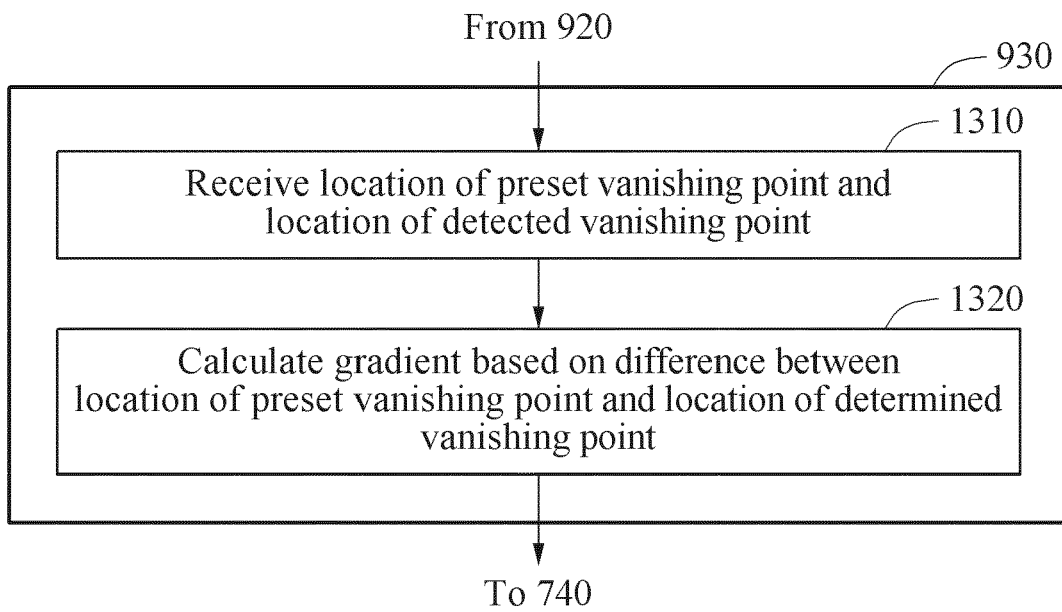 From 920
930
1310
Receive location of preset vanishing point and
location of detected vanishing point
1320
Calculate gradient based on difference between
location of preset vanishing point and location of determined
vanishing point
To 740